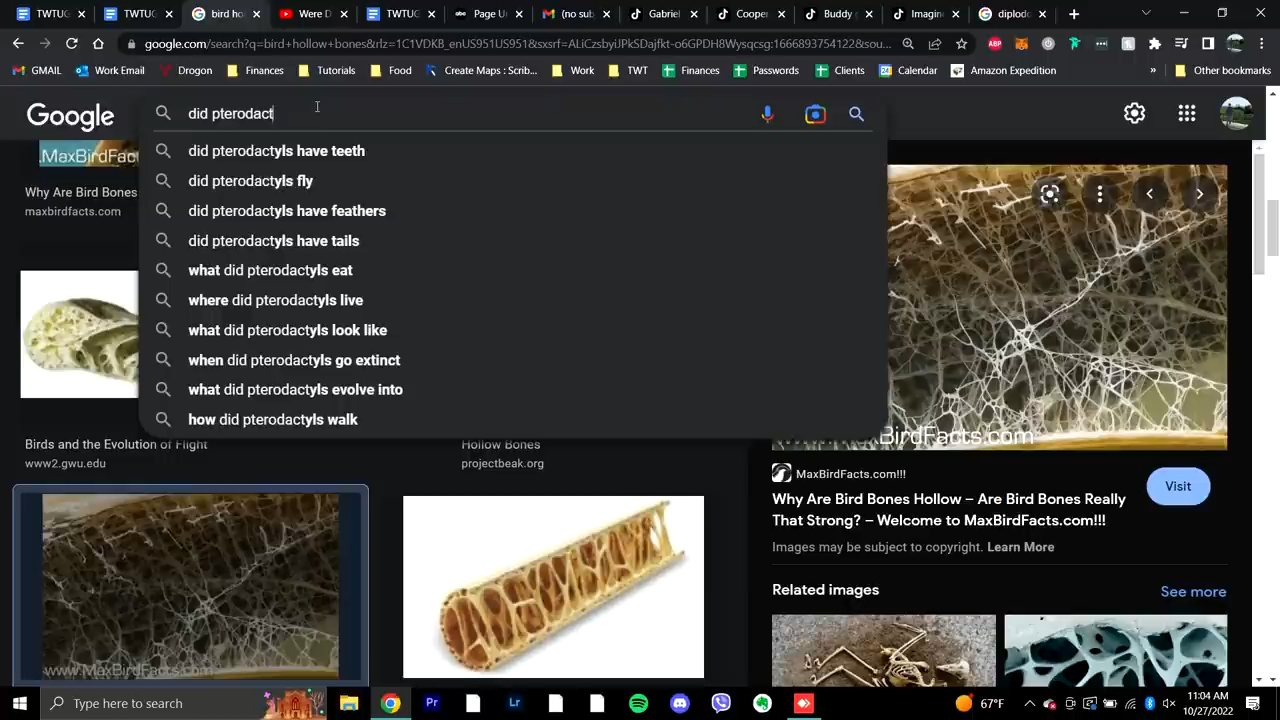 TWTUG
TWTUG
bird ho
Were D
TWTUG
Page U
(no sub
Gabriel
Cooper
Buddy g
Imagin
diplod
google.com/search?q=bird+hollow+bones&rlz=1C1VDKB_enUS951US951&sxsrf=ALiCzsbyiJPkSDajfkt-o6GPDH8Wysqcsg:1666893754122&sou...
GMAIL
Work Email
Drogon
Finances
Tutorials
Food
Create Maps : Scrib...
Work
TWT
Finances
Passwords
Clients
Calendar
Amazon Expedition
»
Other bookmarks
Google
did pterodact
did pterodactyls have teeth
did pterodactyls fly
did pterodactyls have feathers
did pterodactyls have tails
what did pterodactyls eat
where did pterodactyls live
what did pterodactyls look like
when did pterodactyls go extinct
what did pterodactyls evolve into
how did pterodactyls walk
.MaxBirdFac
Why Are Bird Bones
maxbirdfacts.com
Birds and the Evolution of Flight
www2.gwu.edu
Hollow Bones
projectbeak.org
www.MaxBirdFacts.com
BirdFacts.com
MaxBirdFacts.com!!!
Why Are Bird Bones Hollow – Are Bird Bones Really
That Strong? – Welcome to MaxBirdFacts.com!!!
Visit
Images may be subject to copyright. Learn More
Related images
See more
Type here to search
Pr
Lr
67°F
11:04 AM
10/27/2022